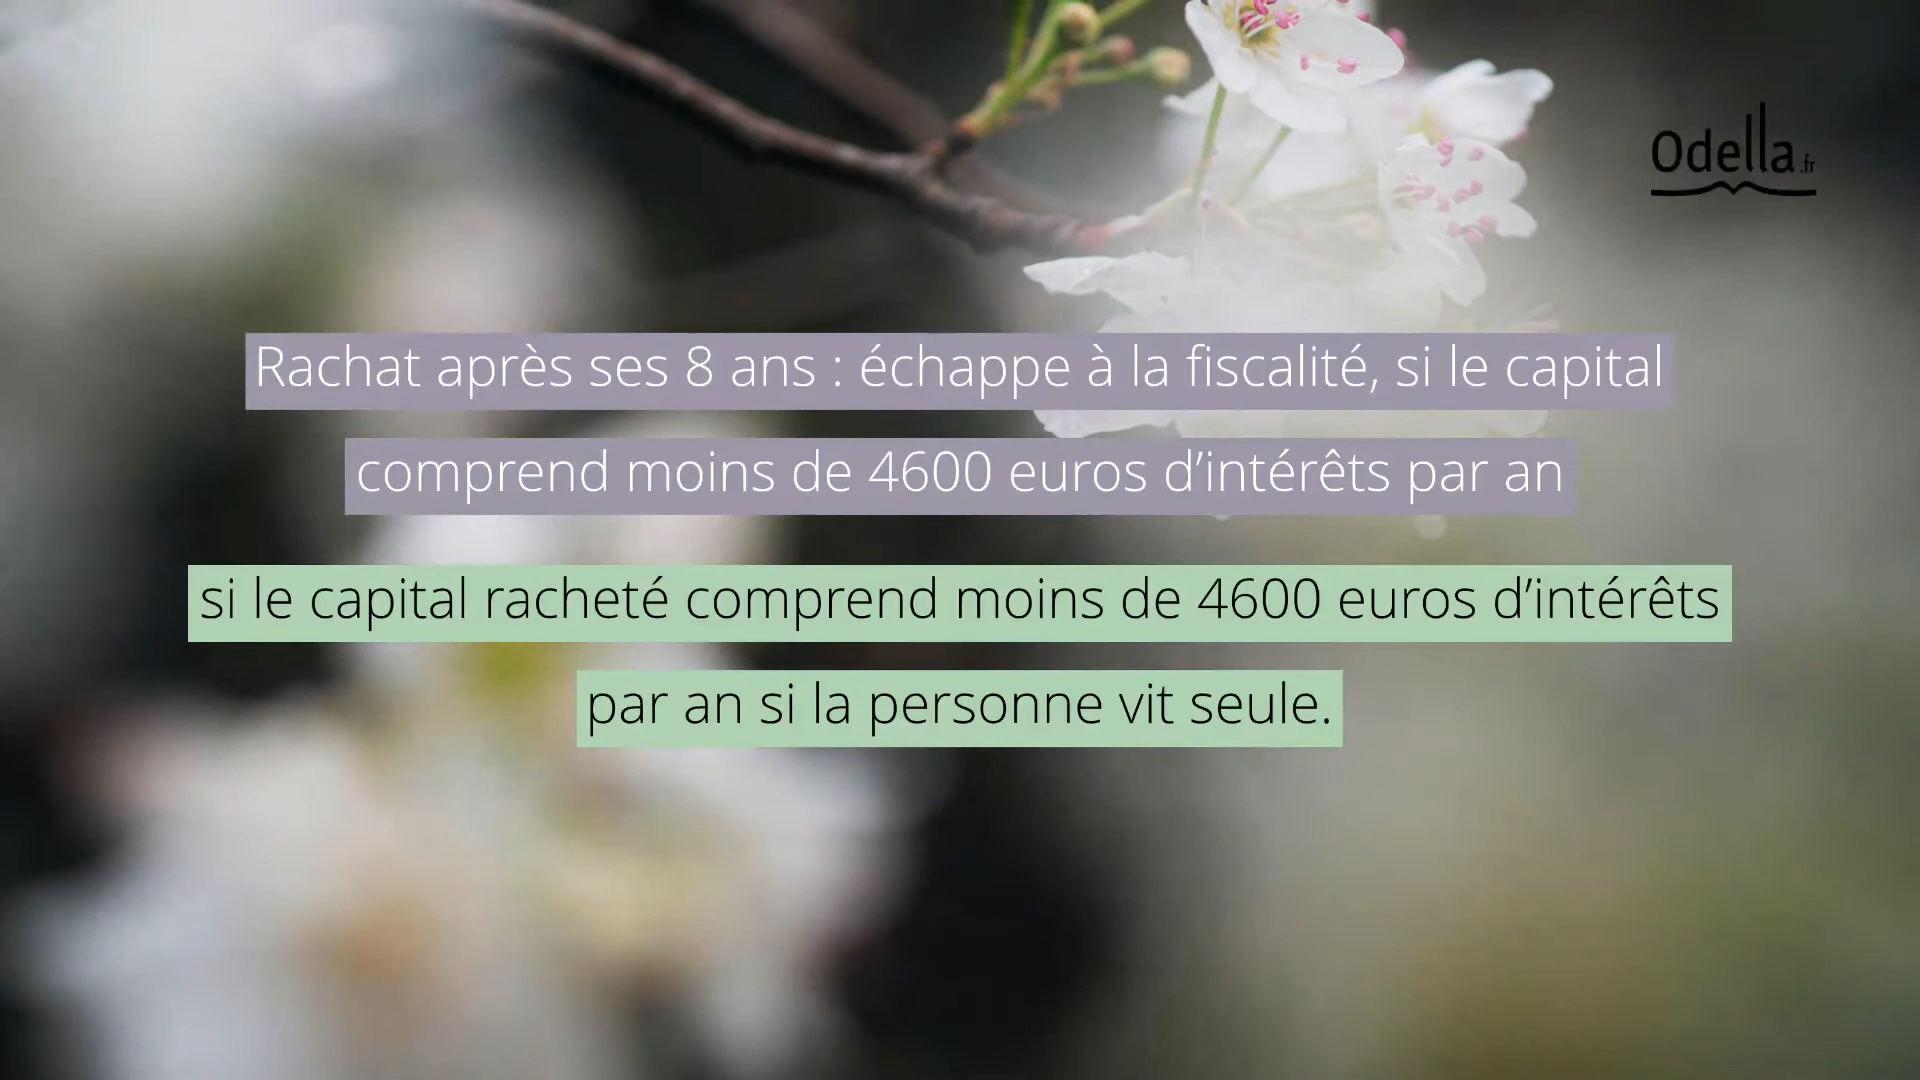 Odella.fr
Rachat après ses 8 ans : échappe à la fiscalité, si le capital
comprend moins de 4600 euros d’intérêts par an
si le capital racheté comprend moins de 4600 euros d’intérêts
par an si la personne vit seule.